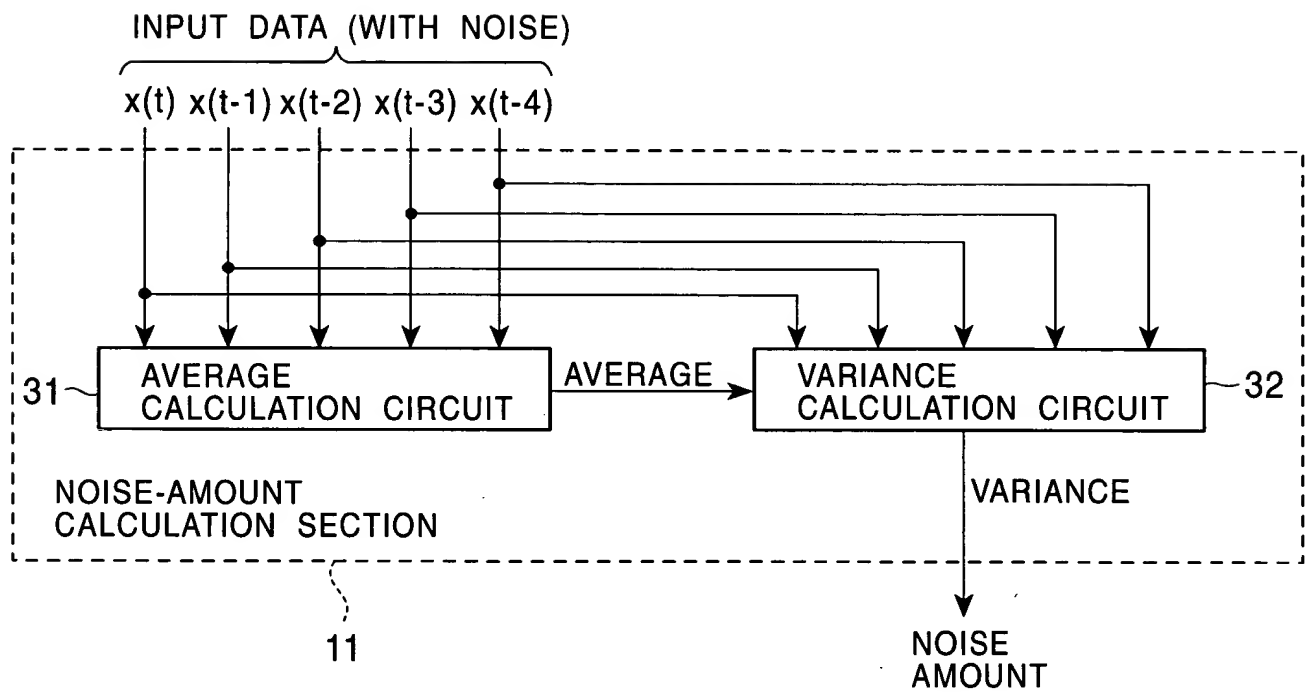 INPUT DATA (WITH NOISE)
x(t) x(t-1) x(t-2) x(t-3) x(t-4)
31
AVERAGE
CALCULATION CIRCUIT
AVERAGE
VARIANCE
CALCULATION CIRCUIT
32
NOISE-AMOUNT
CALCULATION SECTION
VARIANCE
11
NOISE
AMOUNT